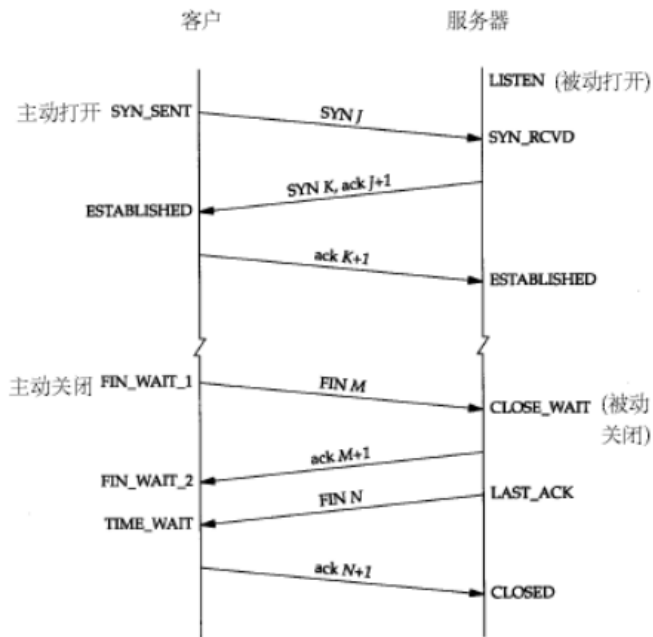 客户 服务器
LISTEN (被动打开)
主动打开 SYN_SENT
SYN J
SYN_RCVD
SYN K, ack J+1
ESTABLISHED
ack K+1
ESTABLISHED
主动关闭 FIN_WAIT_1
FIN M
CLOSE_WAIT (被动
关闭)
ack M+1
FIN_WAIT_2
FIN N
LAST_ACK
TIME_WAIT
ack N+1
CLOSED